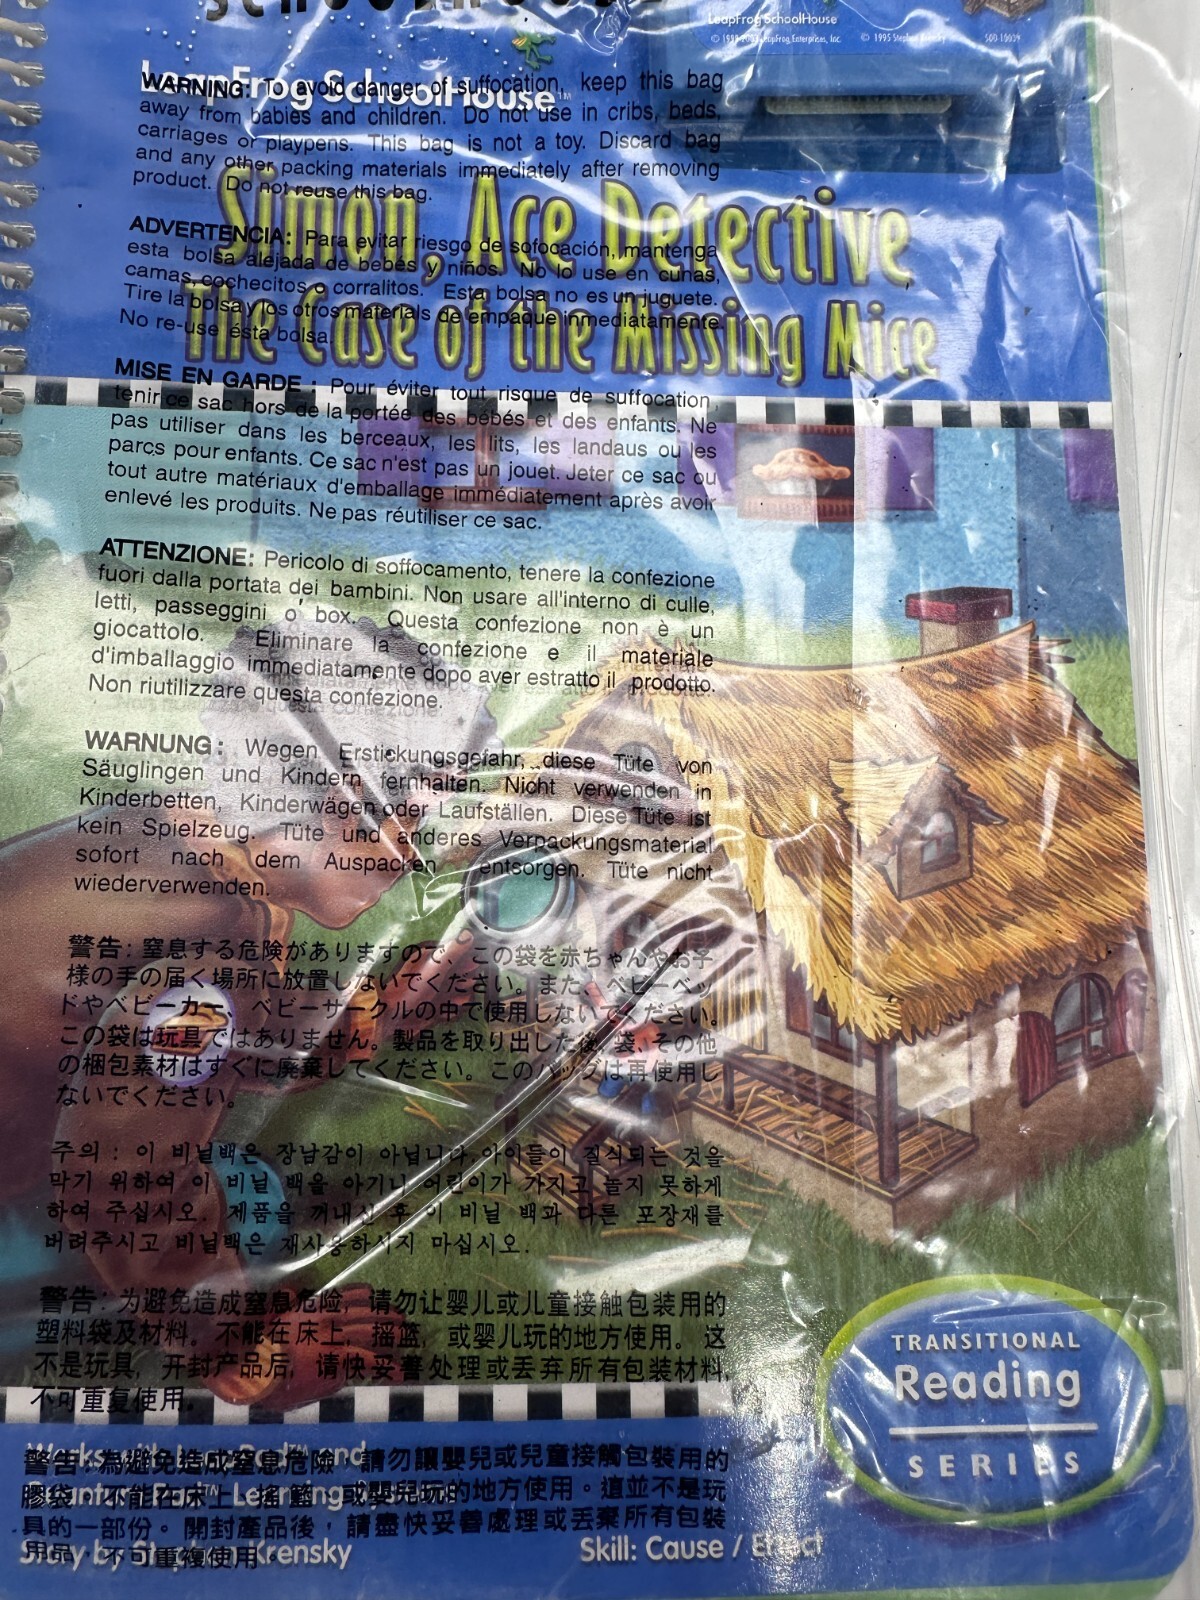 SCHOOLHOUSE
LeapFrog SchoolHouse
© 1999-2001 LeapFrog Enterprises, Inc. © 1995 Stephen Krensky 500-10039
LeapFrog SchoolHouse™
WARNING: To avoid danger of suffocation, keep this bag
away from babies and children. Do not use in cribs, beds,
carriages or playpens. This bag is not a toy. Discard bag
and any other packing materials immediately after removing
product. Do not reuse this bag.
Simon, Ace Detective
The Case of the Missing Mice
ADVERTENCIA: Para evitar riesgo de sofocación, mantenga
esta bolsa alejada de bebés y niños. No lo use en cunas,
camas, cochecitos o corralitos. Esta bolsa no es un juguete.
Tire la bolsa y los otros materials de empaque inmediatamente.
No re-use ésta bolsa.
MISE EN GARDE : Pour éviter tout risque de suffocation,
tenir ce sac hors de la portée des bébés et des enfants. Ne
pas utiliser dans les berceaux, les lits, les landaus ou les
parcs pour enfants. Ce sac n'est pas un jouet. Jeter ce sac ou
tout autre matériaux d'emballage immédiatement après avoir
enlevé les produits. Ne pas réutiliser ce sac.
ATTENZIONE: Pericolo di soffocamento, tenere la confezione
fuori dalla portata dei bambini. Non usare all'interno di culle,
letti, passeggini o' box. Questa confezione non è un
giocattolo. Eliminare la confezione e il materiale
d'imballaggio immediatamente dopo aver estratto il prodotto.
Non riutilizzare questa confezione.
WARNUNG: Wegen Erstickungsgefahr, diese Tüte von
Säuglingen und Kindern fernhalten. Nicht verwenden in
Kinderbetten, Kinderwägen oder Laufställen. Diese Tüte ist
kein Spielzeug. Tüte und anderes Verpackungsmaterial
sofort nach dem Auspacken entsorgen. Tüte nicht
wiederverwenden.
警告: 窒息する危険がありますので、この袋を赤ちゃんやお子
様の手の届く場所に放置しないでください。また、ベビーベッ
ドやベビーカー、ベビーサークルの中で使用しないでください。
この袋は玩具ではありません。製品を取り出した後、袋、その他
の梱包素材はすぐに廃棄してください。このバッグは再使用し
ないでください。
주의 : 이 비닐백은 장남감이 아닙니다. 아이들이 질식되는 것을
막기 위하여 이 비닐 백을 아기나 어린이가 가지고 놀지 못하게
하여 주십시오. 제품을 꺼내신 후 이 비닐 백과 다른 포장재를
버려주시고 비닐백은 재사용하시지 마십시오.
警告: 为避免造成窒息危险, 请勿让婴儿或儿童接触包装用的
塑料袋及材料。不能在床上, 摇篮, 或婴儿玩的地方使用。 这
不是玩具, 开封产品后, 请快妥善处理或丢弃所有包装材料,
不可重复使用。
TRANSITIONAL
Reading
SERIES
Works with LeapPad™ and
Quantum Pad™ Learning
警告:為避免造成窒息危險,請勿讓嬰兒或兒童接觸包裝用的
膠袋。不能在床上,搖籃,或嬰兒玩的地方使用。這並不是玩
具的一部份。開封產品後,請盡快妥善處理或丟棄所有包裝
用品,不可重複使用。
Story by Stephen Krensky
Skill: Cause / Effect